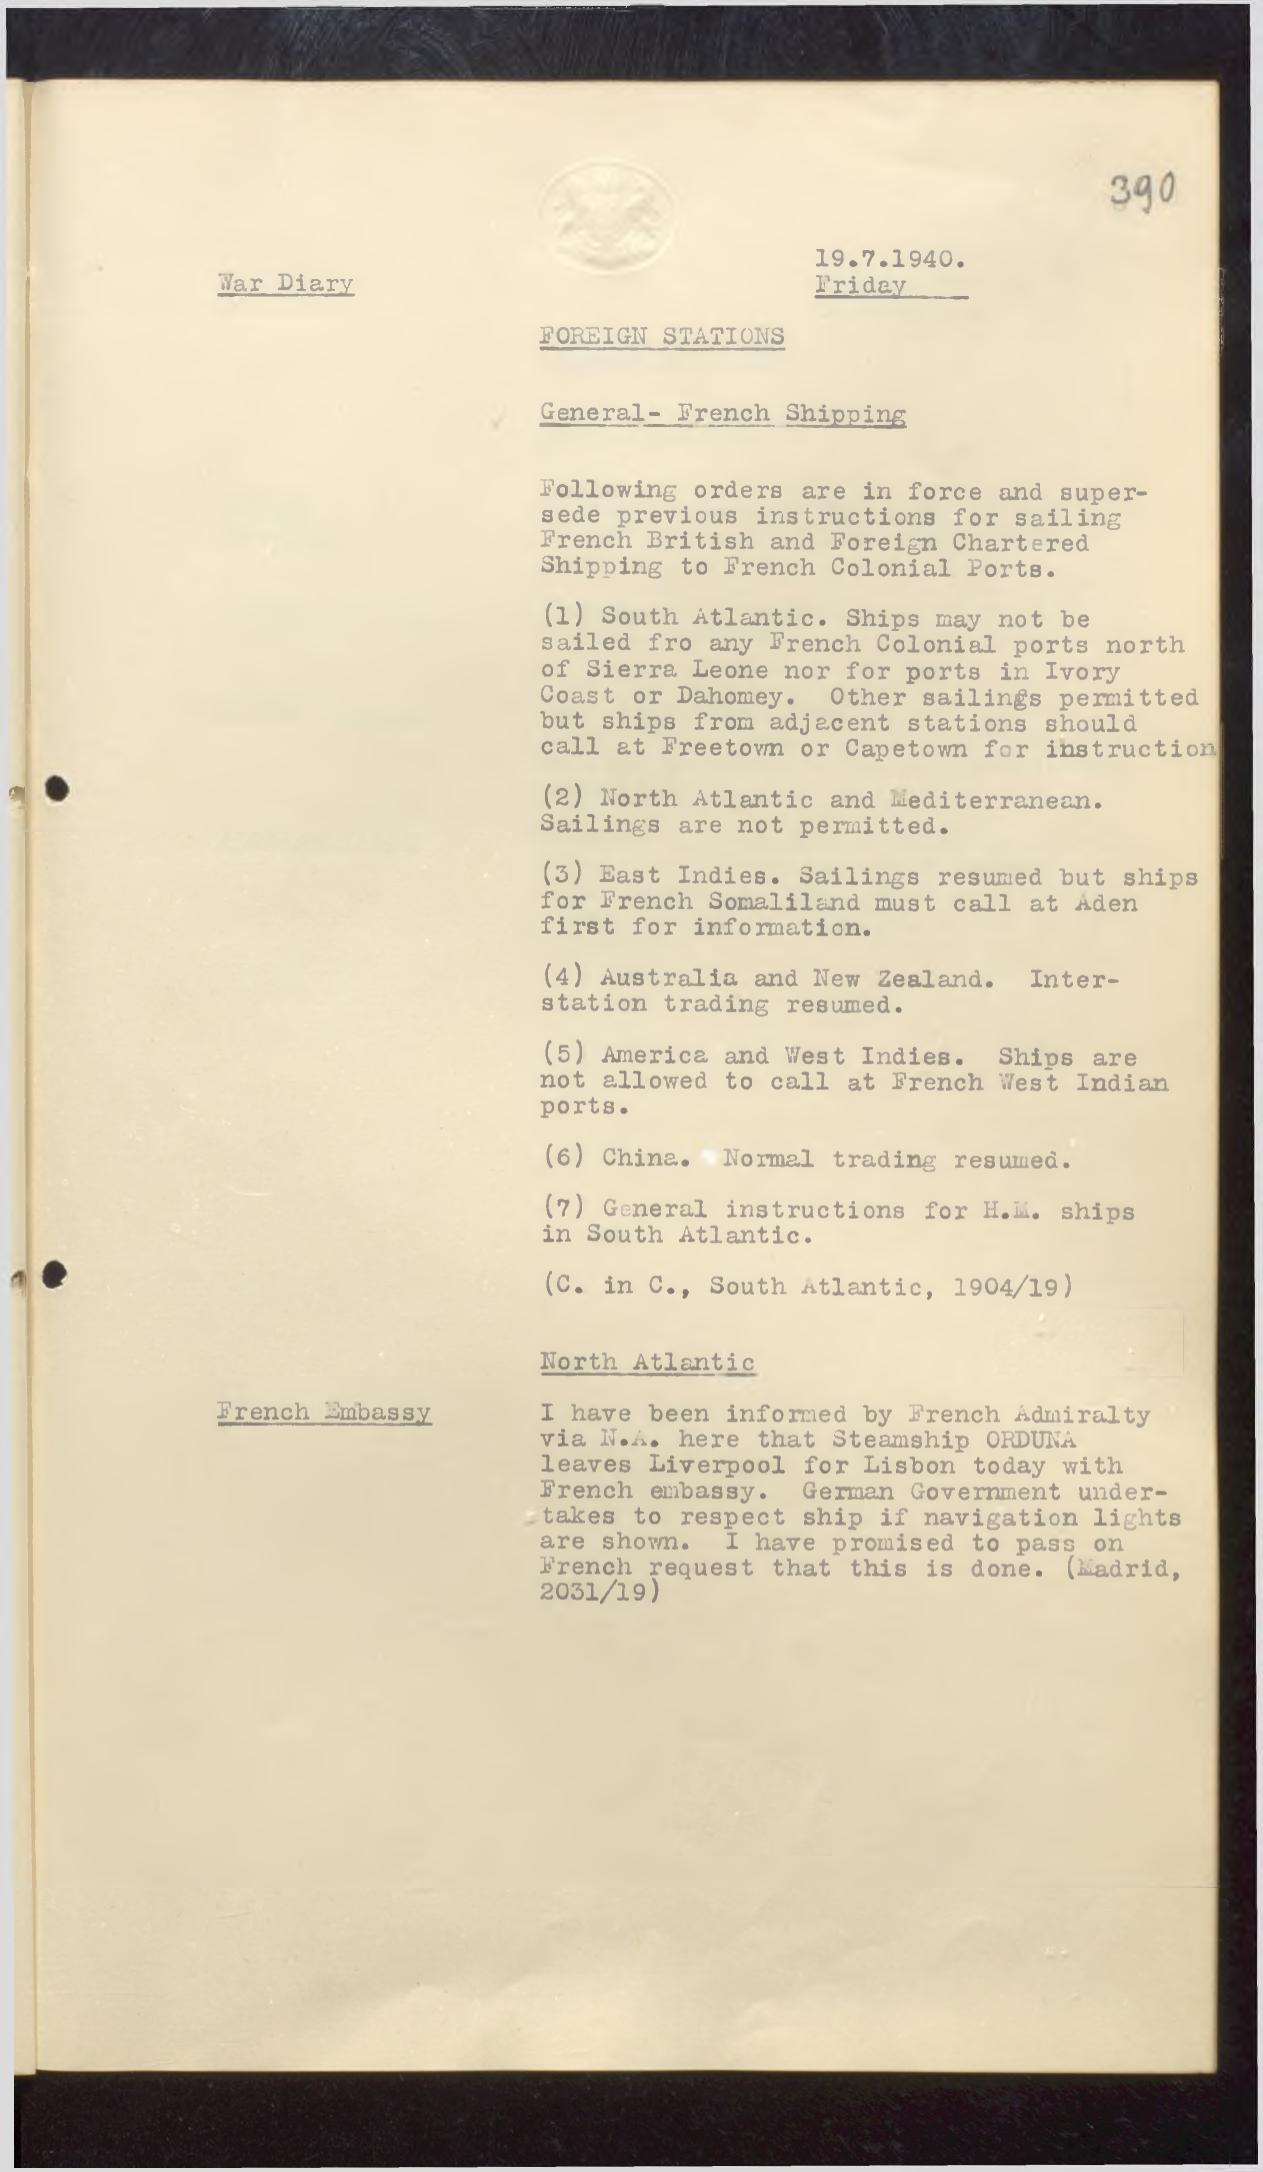 390
19.7.1940.
War Diary
Friday
FOREIGN STATIONS
General- French Shipping
Following orders are in force and super-
sede previous instructions for sailing
French British and Foreign Chartered
Shipping to French Colonial Ports.
(1) South Atlantic. Ships may not be
sailed fro any French Colonial ports north
of Sierra Leone nor for ports in Ivory
Coast or Dahomey. Other sailings permitted
but ships from adjacent stations should
call at Freetown or Capetown for instruction
(2) North Atlantic and Mediterranean.
Sailings are not permitted.
(3) East Indies. Sailings resumed but ships
for French Somaliland must call at Aden
first for information.
(4) Australia and New Zealand. Inter-
station trading resumed.
(5) America and West Indies. Ships are
not allowed to call at French West Indian
ports.
(6) China. Normal trading resumed.
(7) General instructions for H.M. ships
in South Atlantic.
(C. in C., South Atlantic, 1904/19)
North Atlantic
French Embassy
I have been informed by French Admiralty
via N.A. here that Steamship ORDUNA
leaves Liverpool for Lisbon today with
French embassy. German Government under-
takes to respect ship if navigation lights
are shown. I have promised to pass on
French request that this is done. (Madrid,
2031/19)